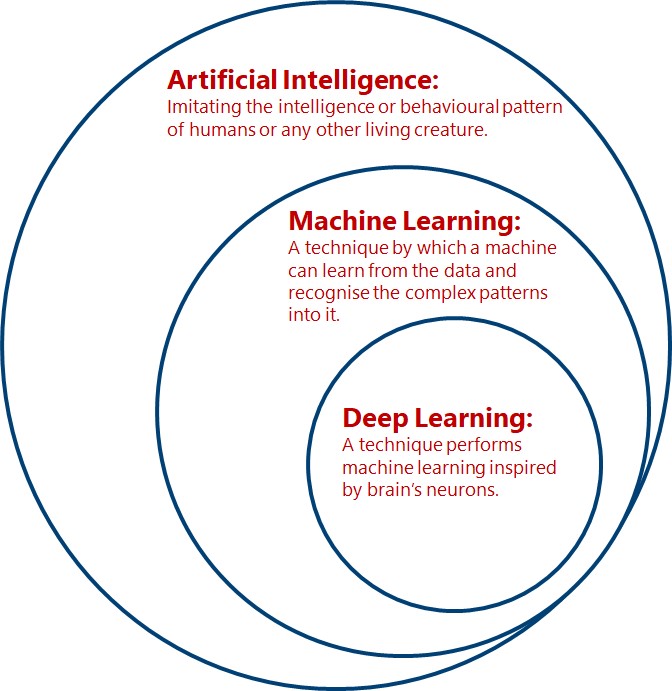 Artificial Intelligence:
Imitating the intelligence or behavioural pattern
of humans or any other living creature.
Machine Learning:
A technique by which a machine
can learn from the data and
recognise the complex patterns
into it.
Deep Learning:
A technique performs
machine learning inspired
by brain's neurons.